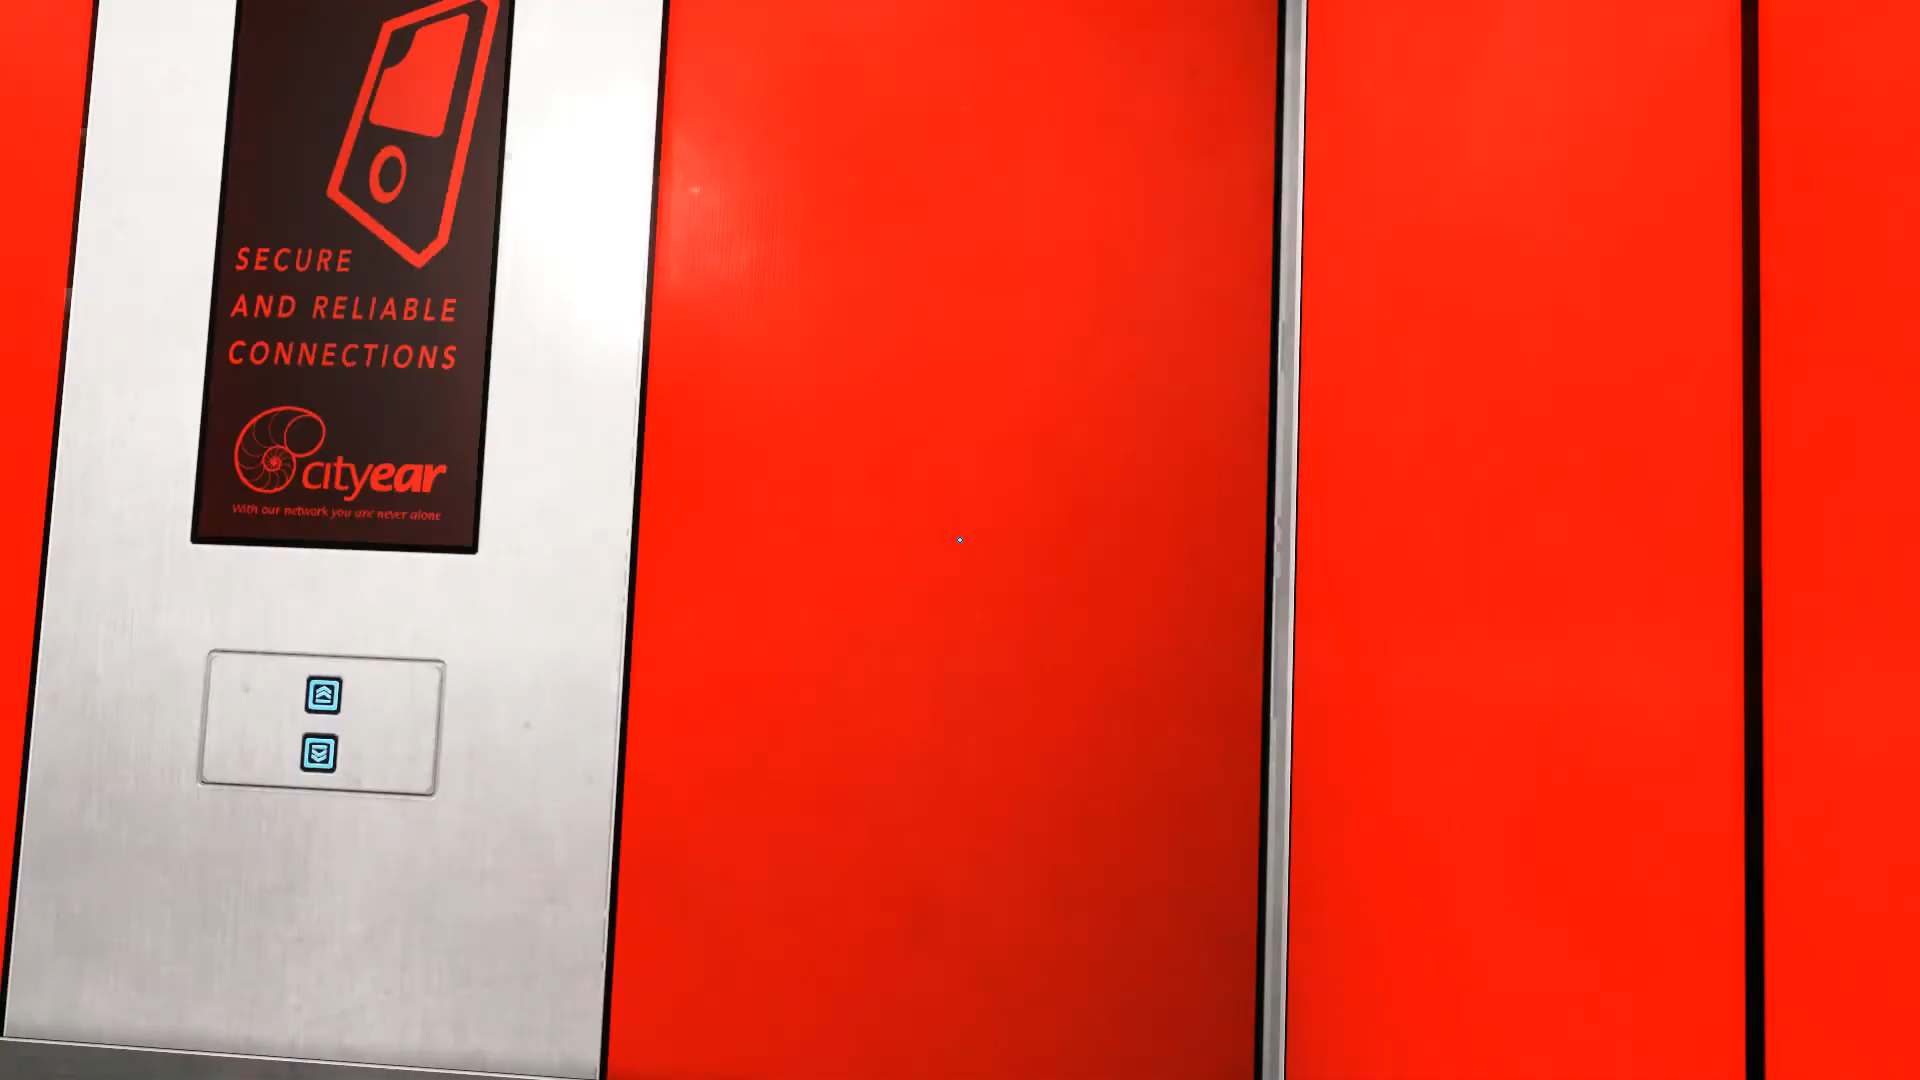 SECURE
AND RELIABLE
CONNECTIONS
cityear
With our network you are never alone